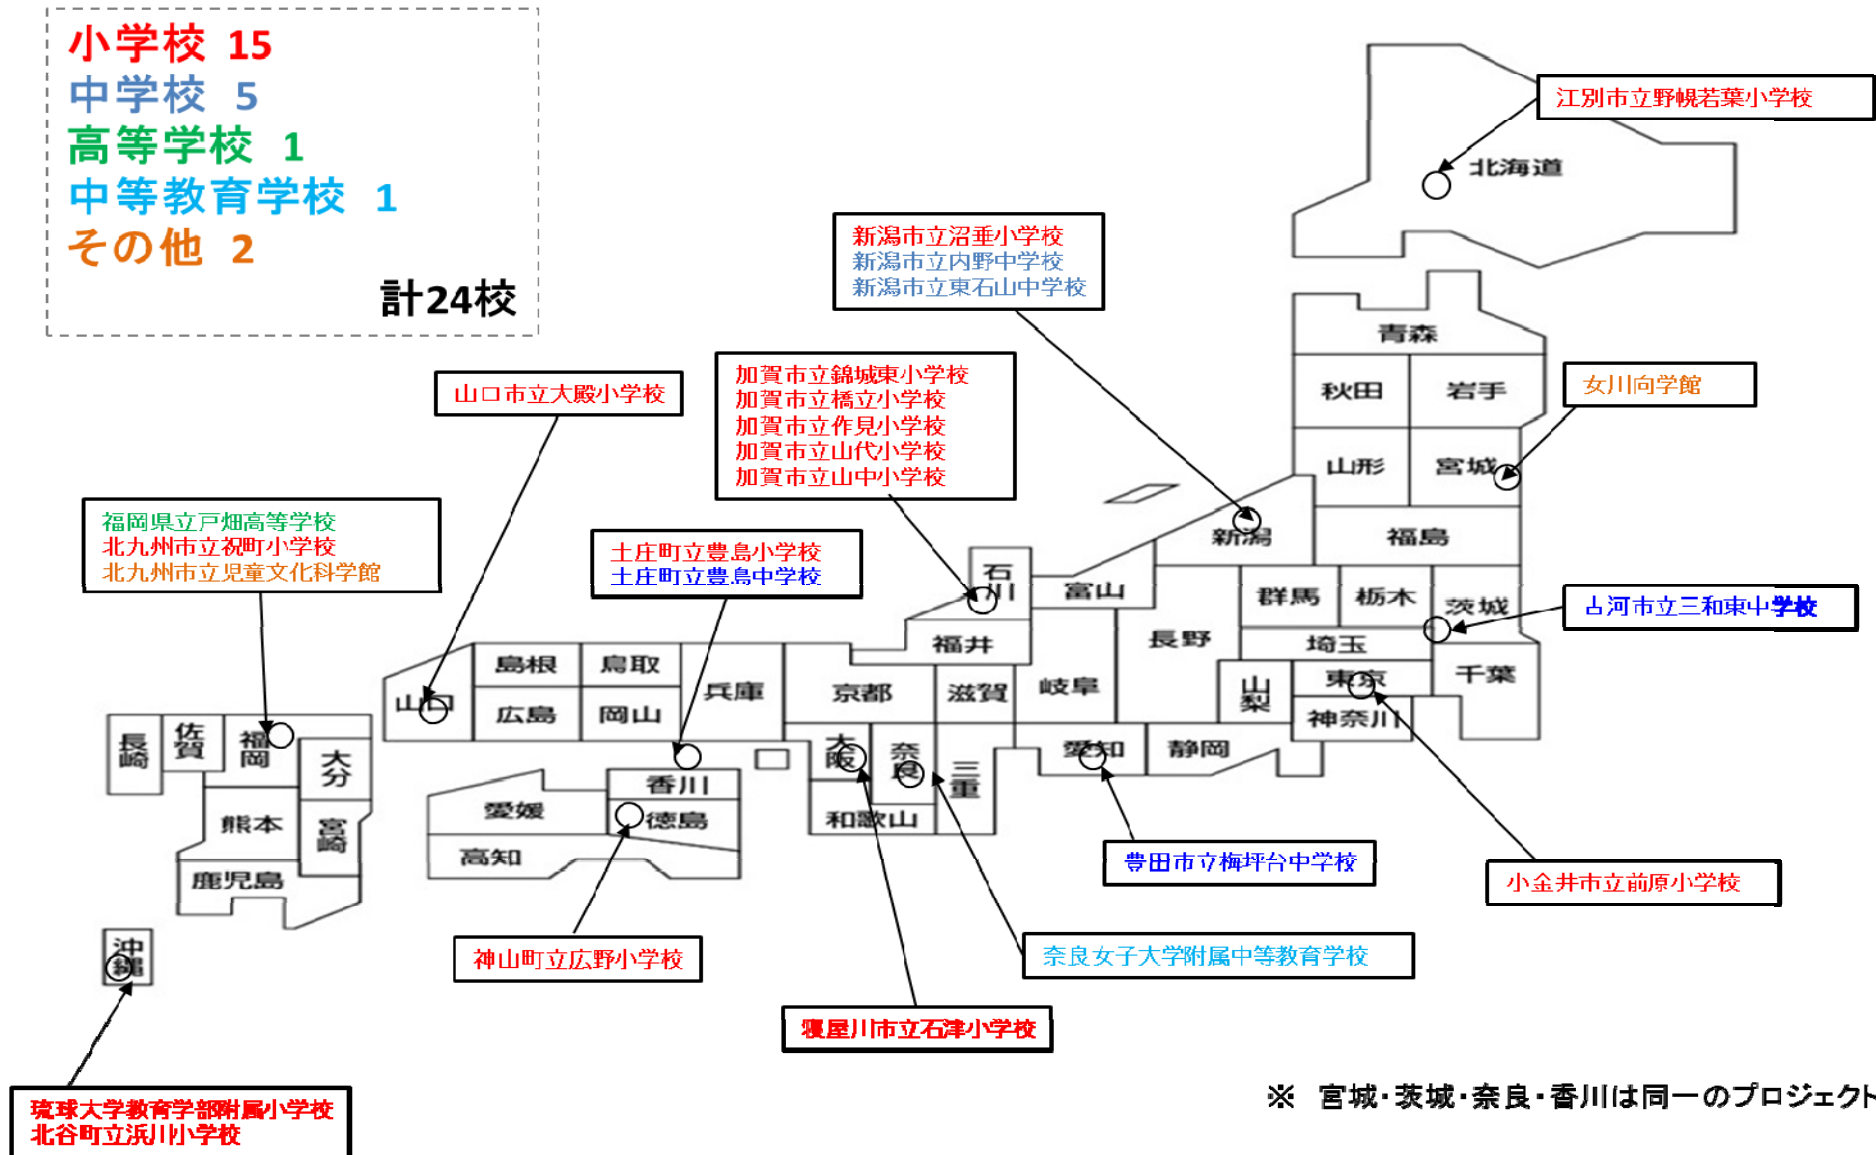 小学校 15
中学校 5
高等学校 1
中等教育学校 1
その他 2
計24校
江別市立野幌若葉小学校
北海道
新潟市立沼垂小学校
新潟市立内野中学校
新潟市立東石山中学校
青森
秋田
岩手
女川向学館
山口市立大殿小学校
加賀市立錦城東小学校
加賀市立橋立小学校
加賀市立作見小学校
加賀市立山代小学校
加賀市立山中小学校
山形
宮城
福岡県立戸畑高等学校
北九州市立祝町小学校
北九州市立児童文化科学館
土庄町立豊島小学校
土庄町立豊島中学校
新潟
福島
石川
富山
群馬
栃木
茨城
古河市立三和東中学校
福井
長野
埼玉
島根
鳥取
兵庫
京都
滋賀
岐阜
山梨
東京
千葉
山口
広島
岡山
神奈川
長崎
佐賀
福岡
大分
大阪
奈良
三重
愛知
静岡
香川
愛媛
徳島
和歌山
熊本
宮崎
高知
鹿児島
豊田市立梅坪台中学校
小金井市立前原小学校
沖縄
神山町立広野小学校
奈良女子大学附属中等教育学校
寝屋川市立石津小学校
琉球大学教育学部附属小学校
北谷町立浜川小学校
※ 宮城・茨城・奈良・香川は同一のプロジェクト